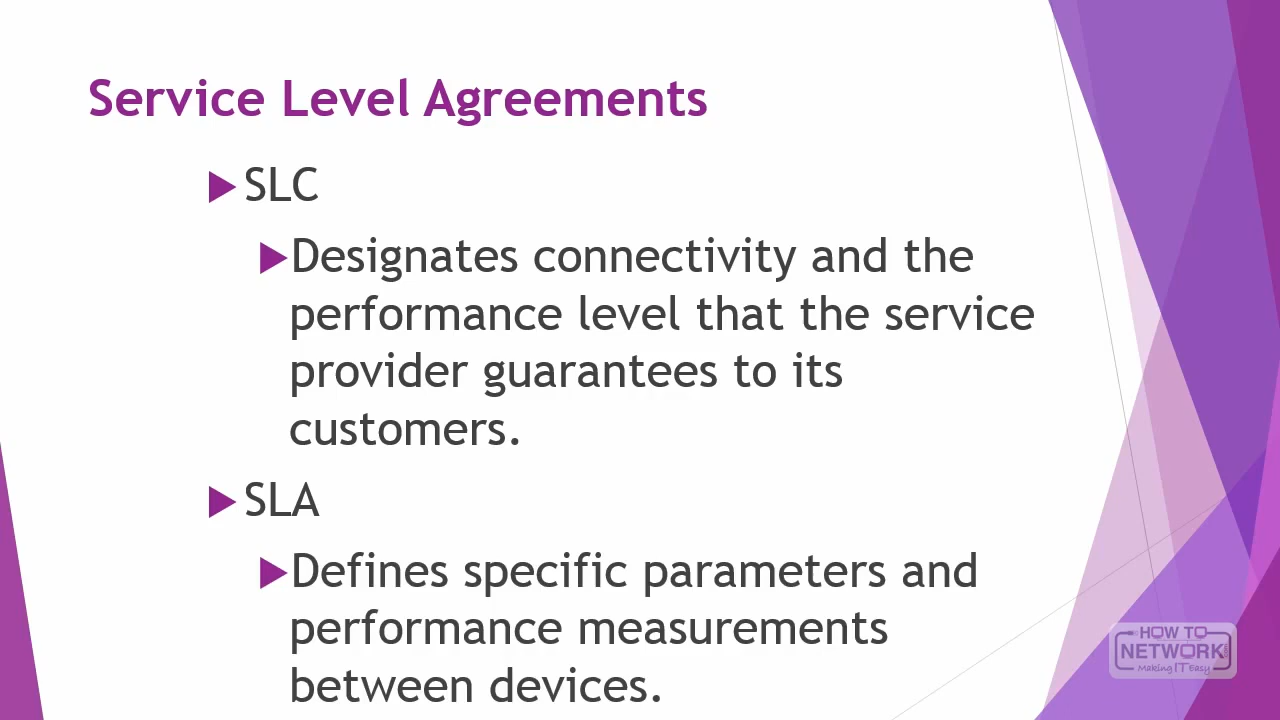 Service Level Agreements
SLC
Designates connectivity and the
performance level that the service
provider guarantees to its
customers.
SLA
Defines specific parameters and
performance measurements
between devices.
HOW TO
NETWORK
.com
Making IT Easy